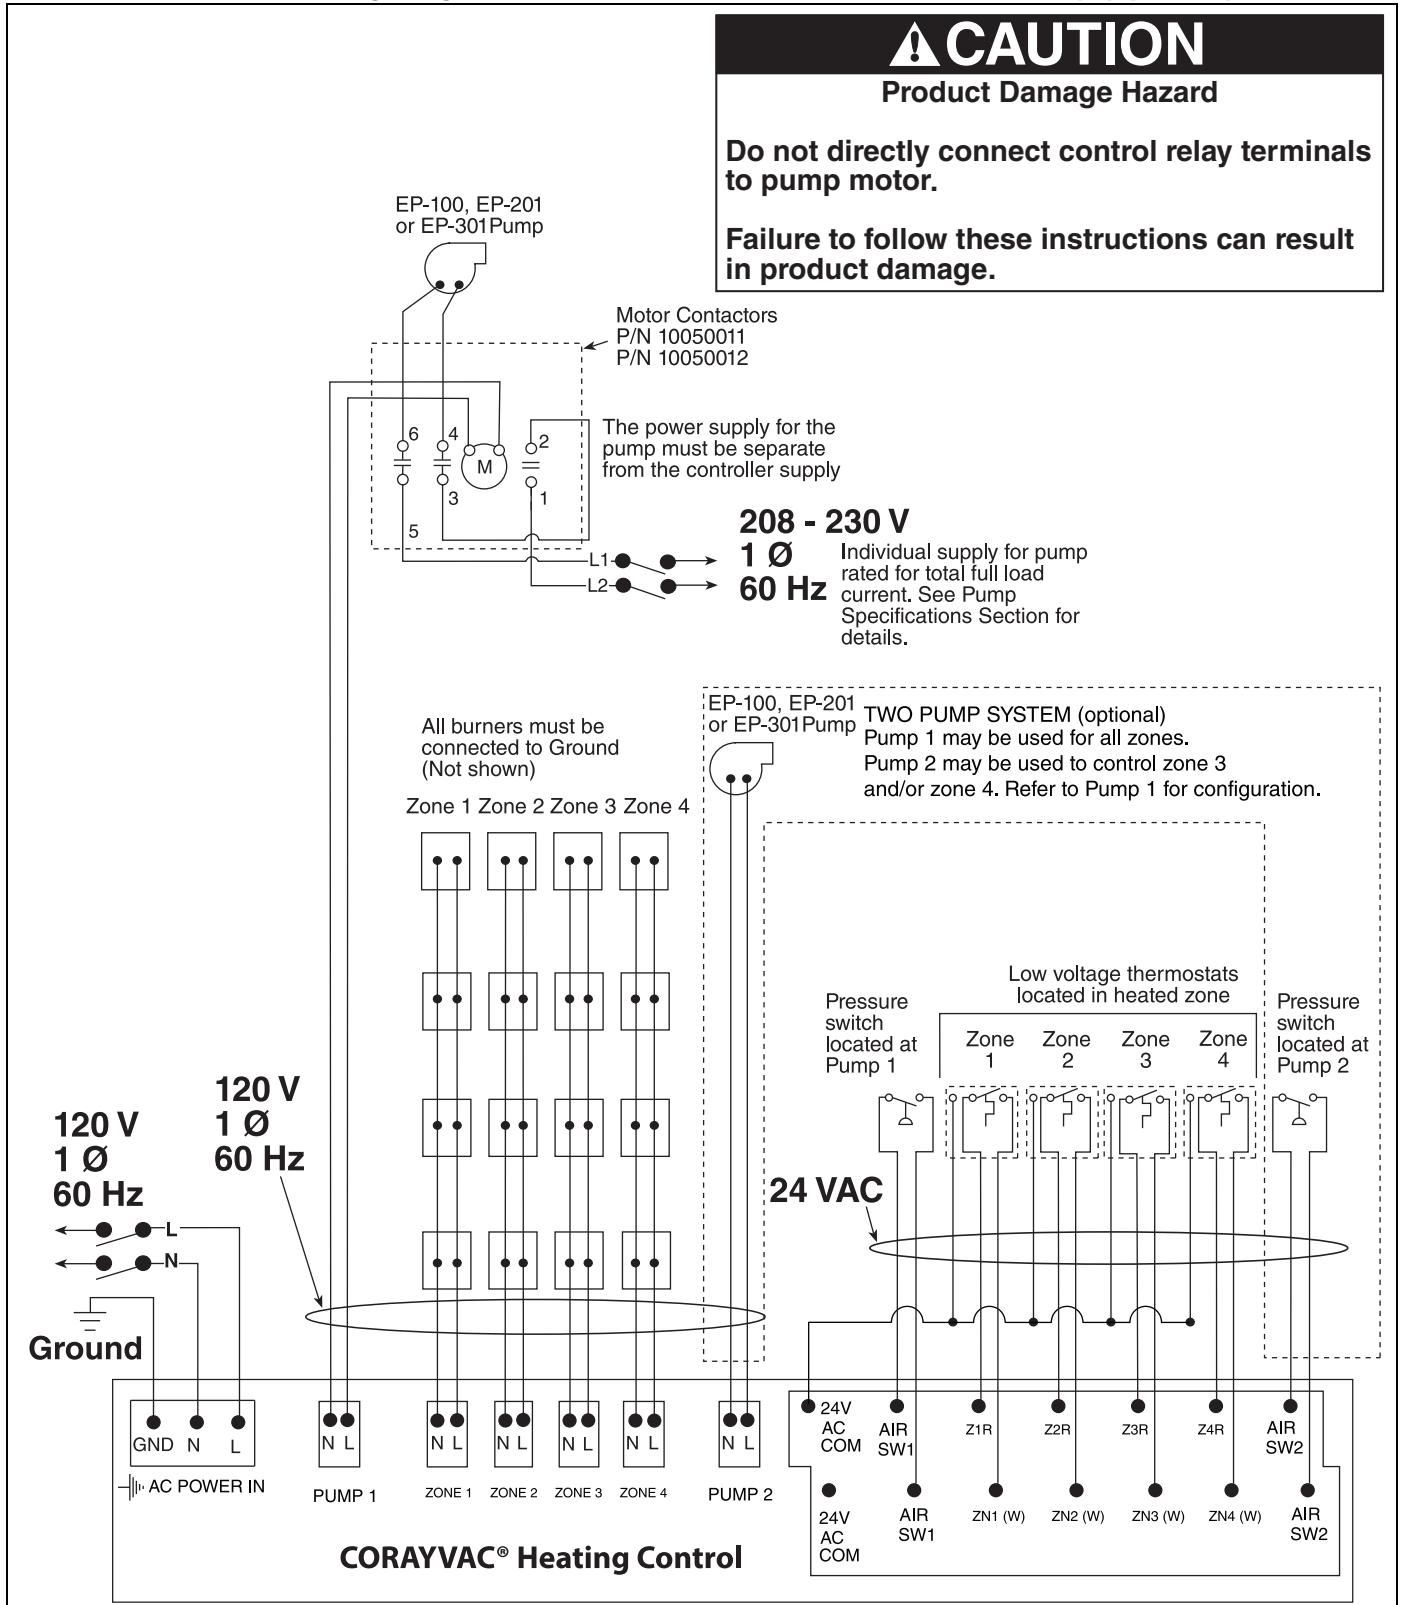 CAUTION
Product Damage Hazard
Do not directly connect control relay terminals
to pump motor.
Failure to follow these instructions can result
in product damage.
EP-100, EP-201
or EP-301Pump
Motor Contactors
P/N 10050011
P/N 10050012
The power supply for the
pump must be separate
from the controller supply
6
4
M
2
3
1
5
L1
L2
208 - 230 V
1 Ø
60 Hz
Individual supply for pump
rated for total full load
current. See Pump
Specifications Section for
details.
EP-100, EP-201
or EP-301Pump
TWO PUMP SYSTEM (optional)
Pump 1 may be used for all zones.
Pump 2 may be used to control zone 3
and/or zone 4. Refer to Pump 1 for configuration.
All burners must be
connected to Ground
(Not shown)
Zone 1 Zone 2 Zone 3 Zone 4
Low voltage thermostats
located in heated zone
Pressure
switch
located at
Pump 1
Zone
1
Zone
2
Zone
3
Zone
4
Pressure
switch
located at
Pump 2
120 V
1 Ø
60 Hz
120 V
1 Ø
60 Hz
24 VAC
L
N
Ground
GND N L
AC POWER IN
N L
PUMP 1
N L
ZONE 1
N L
ZONE 2
N L
ZONE 3
N L
ZONE 4
N L
PUMP 2
24V
AC
COM
AIR
SW1
Z1R
Z2R
Z3R
Z4R
AIR
SW2
24V
AC
COM
AIR
SW1
ZN1 (W)
ZN2 (W)
ZN3 (W)
ZN4 (W)
AIR
SW2
CORAYVAC® Heating Control